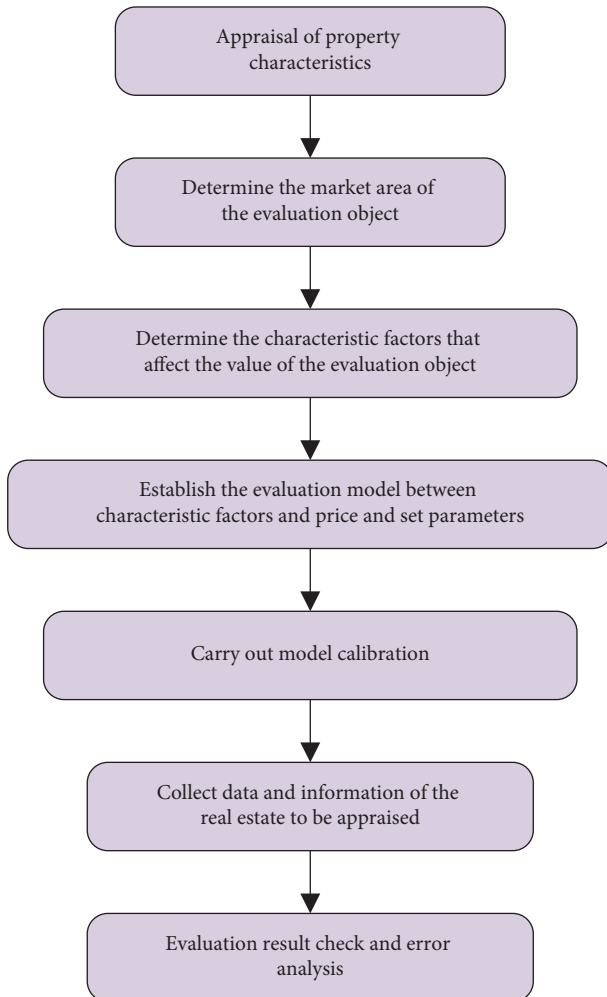 Appraisal of property
characteristics
Determine the market area of
the evaluation object
Determine the characteristic factors that
affect the value of the evaluation object
Establish the evaluation model between
characteristic factors and price and set parameters
Carry out model calibration
Collect data and information of the
real estate to be appraised
Evaluation result check and error
analysis